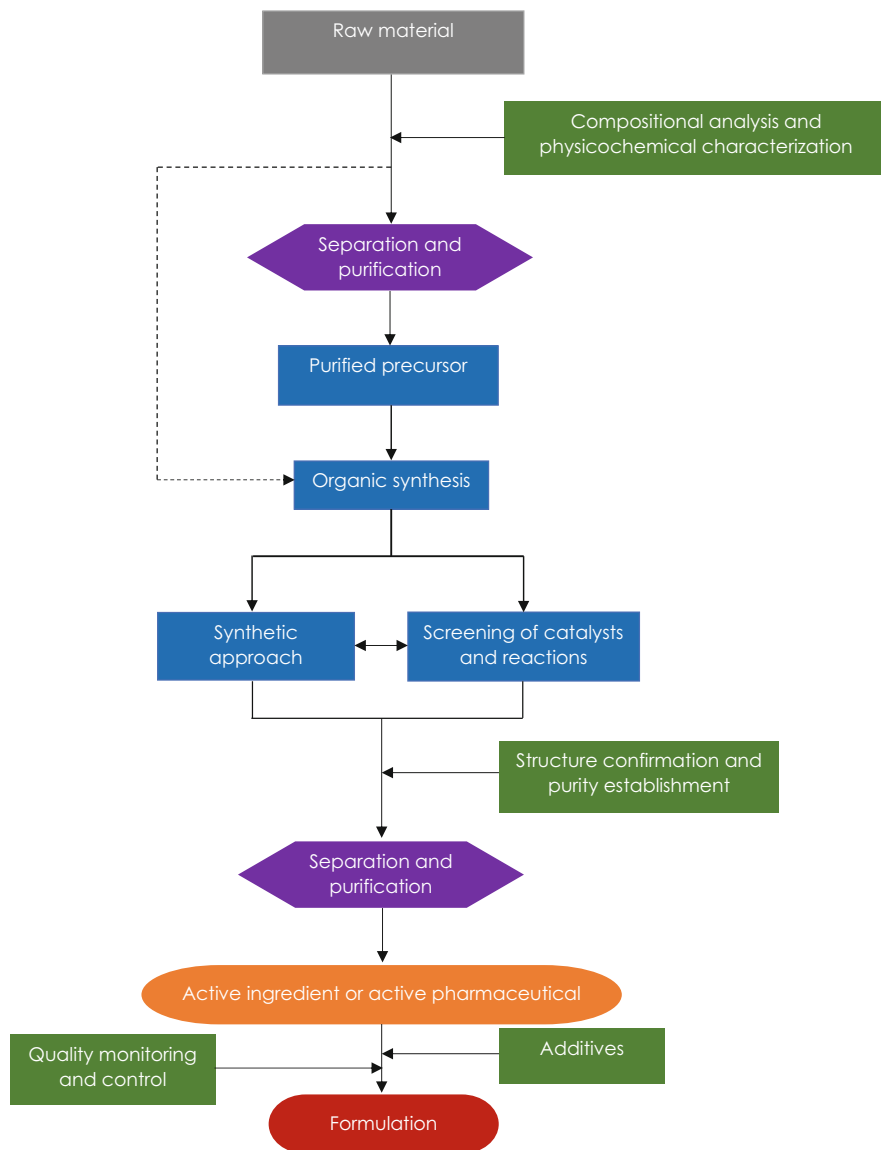 Raw material
Compositional analysis and
physicochemical characterization
Separation and
purification
Purified precursor
Organic synthesis
Synthetic
approach
Screening of catalysts
and reactions
Structure confirmation and
purity establishment
Separation and
purification
Active ingredient or active pharmaceutical
Quality monitoring
and control
Additives
Formulation